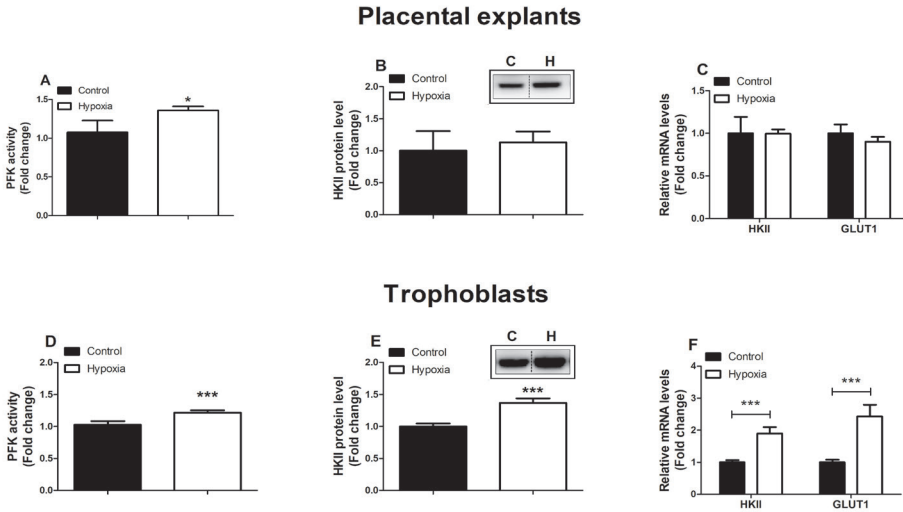 Placental explants
A
Control
Hypoxia
PFK activity
(Fold change)
1.5
1.0
0.5
0.0
*
B
Control
Hypoxia
C H
HKII protein level
(Fold change)
2.0
1.5
1.0
0.5
0.0
C
Control
Hypoxia
Relative mRNA levels
(Fold change)
1.5
1.0
0.5
0.0
HKII GLUT1
Trophoblasts
D
Control
Hypoxia
PFK activity
(Fold change)
2.0
1.5
1.0
0.5
0.0
***
E
Control
Hypoxia
C H
HKII protein level
(Fold change)
2.0
1.5
1.0
0.5
0.0
***
F
Control
Hypoxia
Relative mRNA levels
(Fold change)
4
3
2
1
0
*** ***
HKII GLUT1